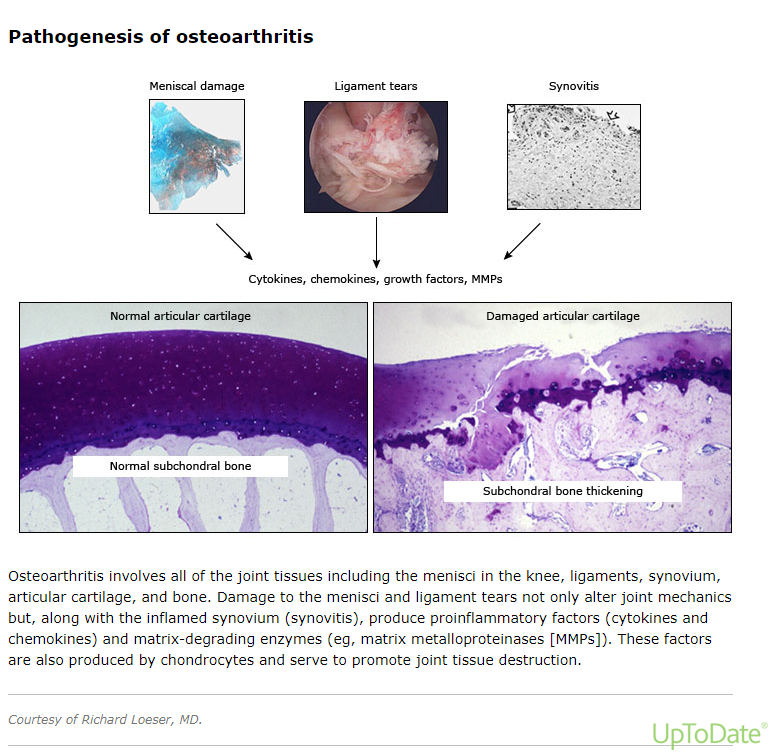 Pathogenesis of osteoarthritis
Meniscal damage
Ligament tears
Synovitis
Cytokines, chemokines, growth factors, MMPs
Normal articular cartilage
Damaged articular cartilage
Normal subchondral bone
Subchondral bone thickening
Osteoarthritis involves all of the joint tissues including the menisci in the knee, ligaments, synovium,
articular cartilage, and bone. Damage to the menisci and ligament tears not only alter joint mechanics
but, along with the inflamed synovium (synovitis), produce proinflammatory factors (cytokines and
chemokines) and matrix-degrading enzymes (eg, matrix metalloproteinases [MMPs]). These factors
are also produced by chondrocytes and serve to promote joint tissue destruction.
Courtesy of Richard Loeser, MD.
UpToDate®